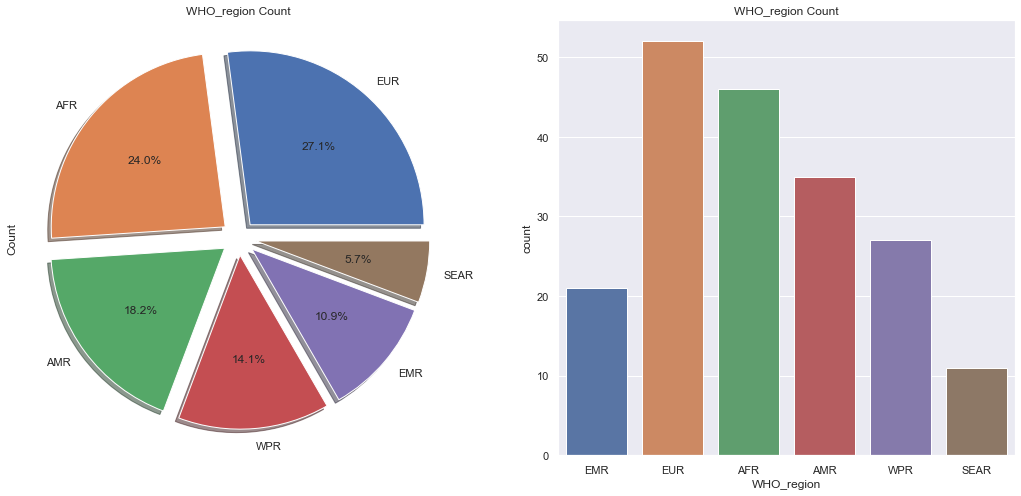 WHO_region Count
EUR
AFR
27.1%
24.0%
Count
5.7%
SEAR
18.2%
10.9%
AMR
14.1%
EMR
WPR
WHO_region Count
50
40
30
count
20
10
0
EMR EUR AFR AMR WPR SEAR
WHO_region